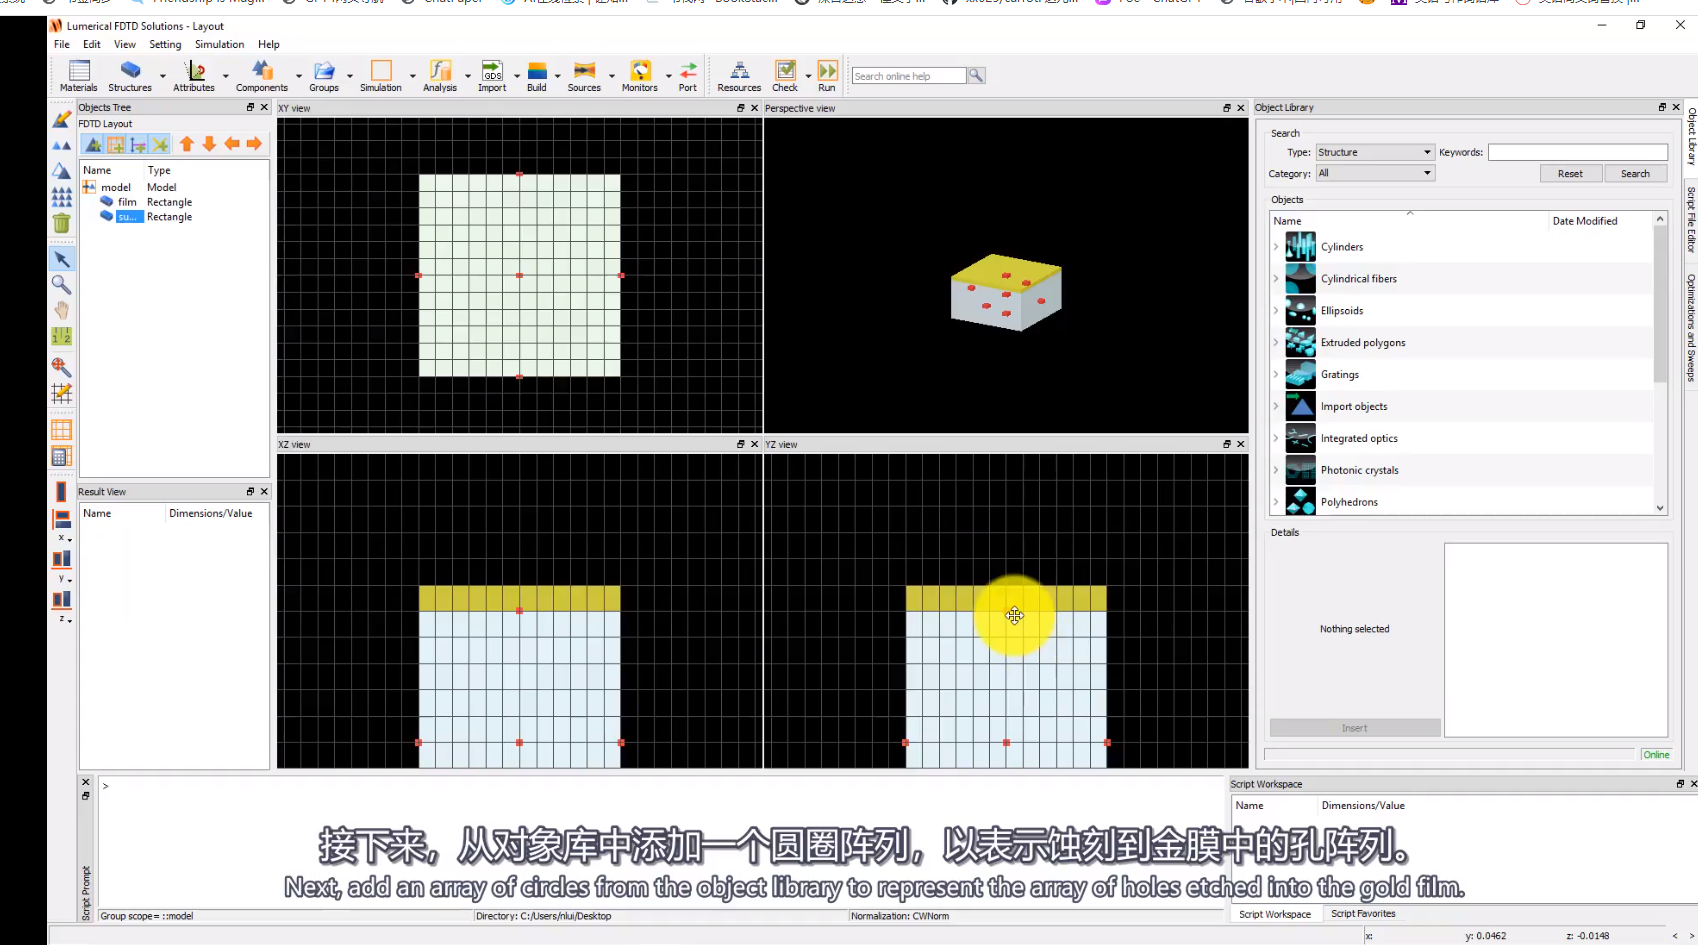 Lumerical FDTD Solutions - Layout
File Edit View Setting Simulation Help
Materials Structures Attributes Components Groups Simulation Analysis Import Build Sources Monitors Port Resources Check Run
GDS
Search online help
Objects Tree
FDTD Layout
Name Type
model Model
film Rectangle
su... Rectangle
Result View
Name Dimensions/Value
XY view
Perspective view
XZ view
YZ view
Object Library
Search
Type: Structure Keywords:
Category: All Reset Search
Objects
Name Date Modified
Cylinders
Cylindrical fibers
Ellipsoids
Extruded polygons
Gratings
Import objects
Integrated optics
Photonic crystals
Polyhedrons
Details
Nothing selected
Insert
Online
Object Library
Script File Editor
Optimizations and Sweeps
x
y
z
Script Prompt
>
Script Workspace
Name Dimensions/Value
接下来，从对象库中添加一个圆圈阵列，以表示蚀刻到金膜中的孔阵列。
Next, add an array of circles from the object library to represent the array of holes etched into the gold film.
Group scope= ::model Directory: C:/Users/nlui/Desktop Normalization: CWNorm
Script Workspace Script Favorites
x: y: 0.0462 z: -0.0148